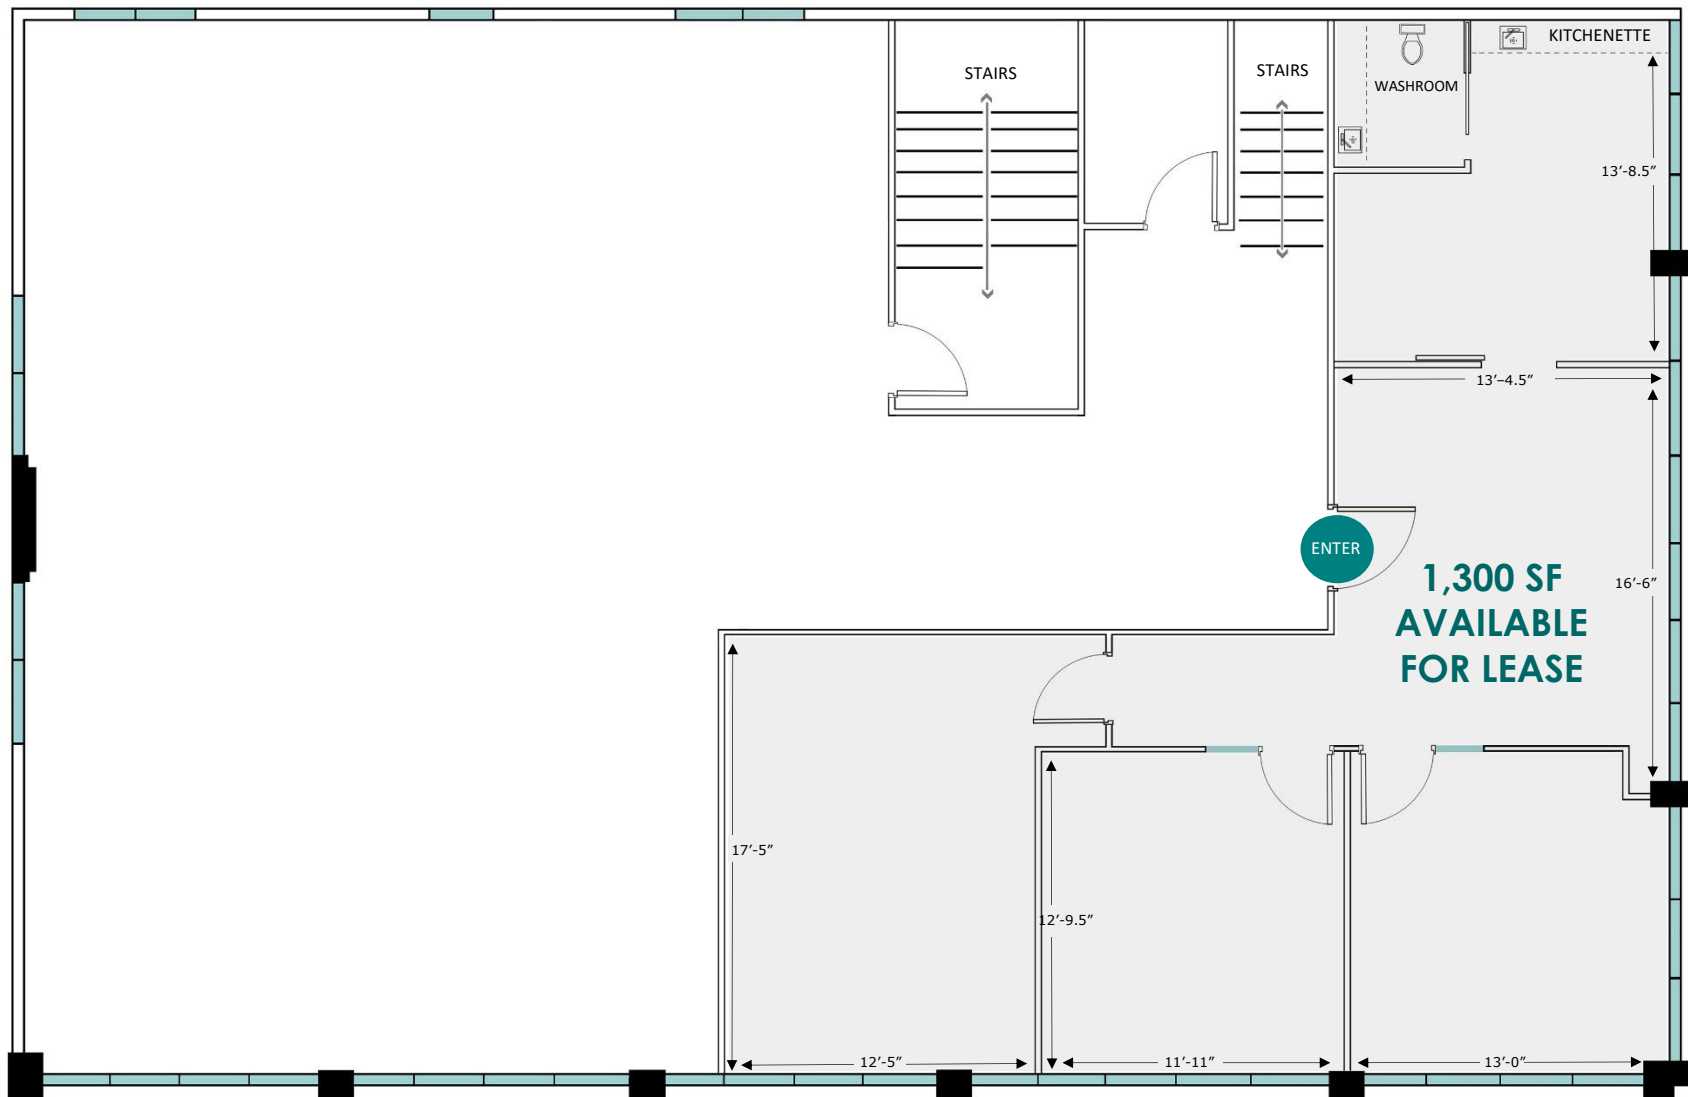 STAIRS
STAIRS
WASHROOM
KITCHENETTE
13’-8.5”
13’–4.5”
ENTER
1,300 SF
AVAILABLE
FOR LEASE
16’-6”
17’-5”
12’-9.5”
12’-5”
11’-11”
13’-0”